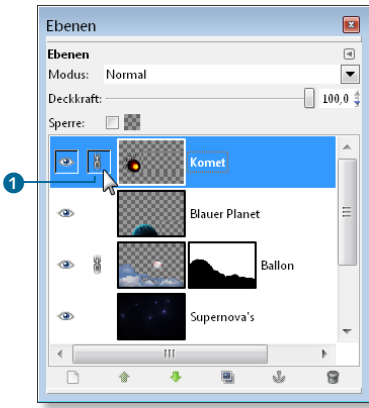 Ebenen
Ebenen
Modus: Normal
Deckkraft: 100,0
Sperre:
1
Komet
Blauer Planet
Ballon
Supernova's